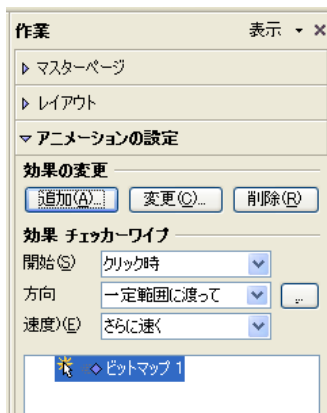 作業 表示
マスターページ
レイアウト
アニメーションの設定
効果の変更
追加(A)... 変更(C)... 削除(R)
効果 チェッカーワイプ
開始(S) クリック時
方向 一定範囲に渡って ...
速度)(E) さらに速く
ビットマップ 1